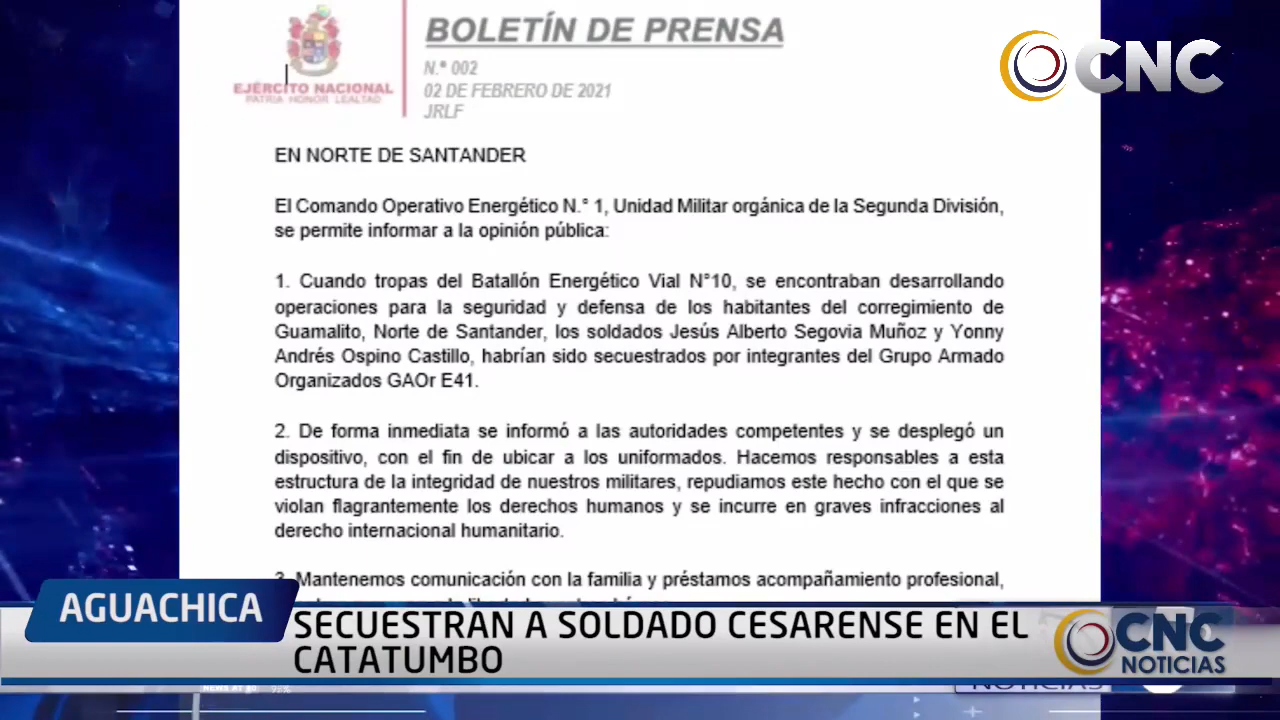 BOLETÍN DE PRENSA
N.* 002
02 DE FEBRERO DE 2021
JRLF
EJÉRCITO NACIONAL
PATRIA HONOR LEALTAD
CNC
EN NORTE DE SANTANDER
El Comando Operativo Energético N.° 1, Unidad Militar orgánica de la Segunda División,
se permite informar a la opinión pública:
1. Cuando tropas del Batallón Energético Vial N°10, se encontraban desarrollando
operaciones para la seguridad y defensa de los habitantes del corregimiento de
Guamalito, Norte de Santander, los soldados Jesús Alberto Segovia Muñoz y Yonny
Andrés Ospino Castillo, habrían sido secuestrados por integrantes del Grupo Armado
Organizados GAOr E41.
2. De forma inmediata se informó a las autoridades competentes y se desplegó un
dispositivo, con el fin de ubicar a los uniformados. Hacemos responsables a esta
estructura de la integridad de nuestros militares, repudiamos este hecho con el que se
violan flagrantemente los derechos humanos y se incurre en graves infracciones al
derecho internacional humanitario.
3. Mantenemos comunicación con la familia y préstamos acompañamiento profesional,
AGUACHICA
SECUESTRAN A SOLDADO CESARENSE EN EL
CATATUMBO
CNC
NOTICIAS
NOTICIAS